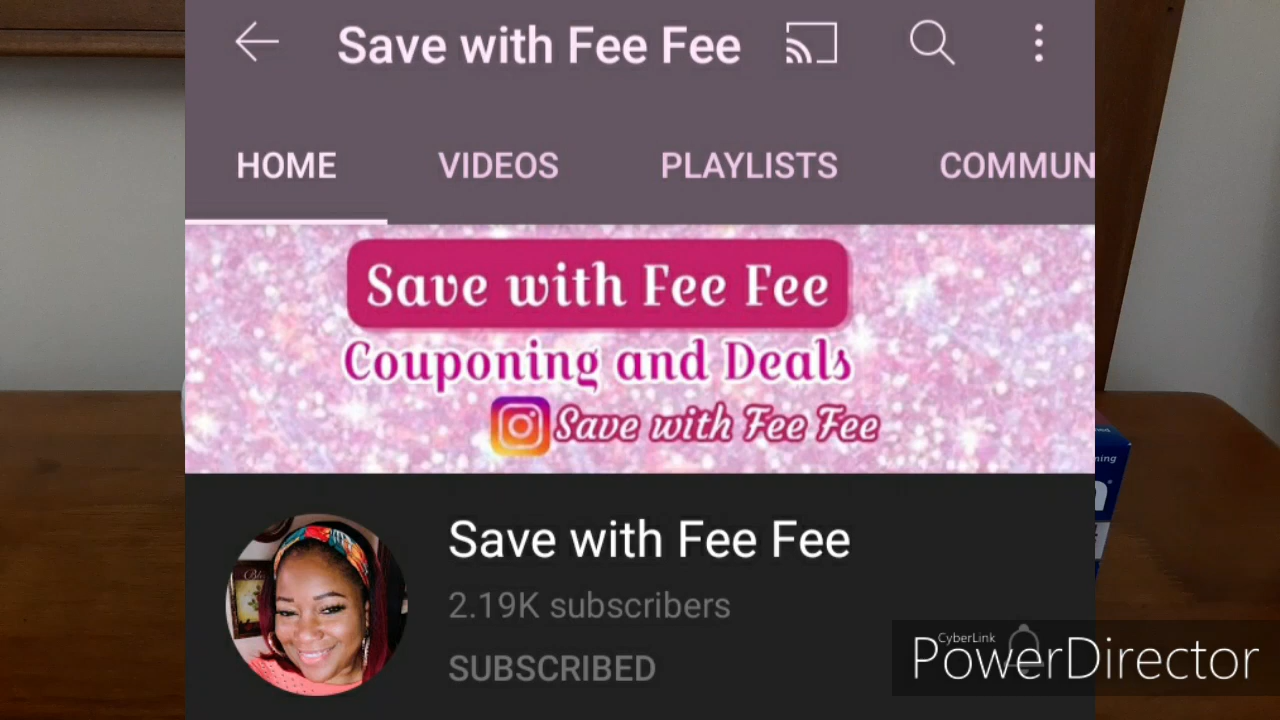 Save with Fee Fee
HOME VIDEOS PLAYLISTS COMMUN
Save with Fee Fee
Couponing and Deals
Save with Fee Fee
Save with Fee Fee
2.19K subscribers
SUBSCRIBED
CyberLink
PowerDirector